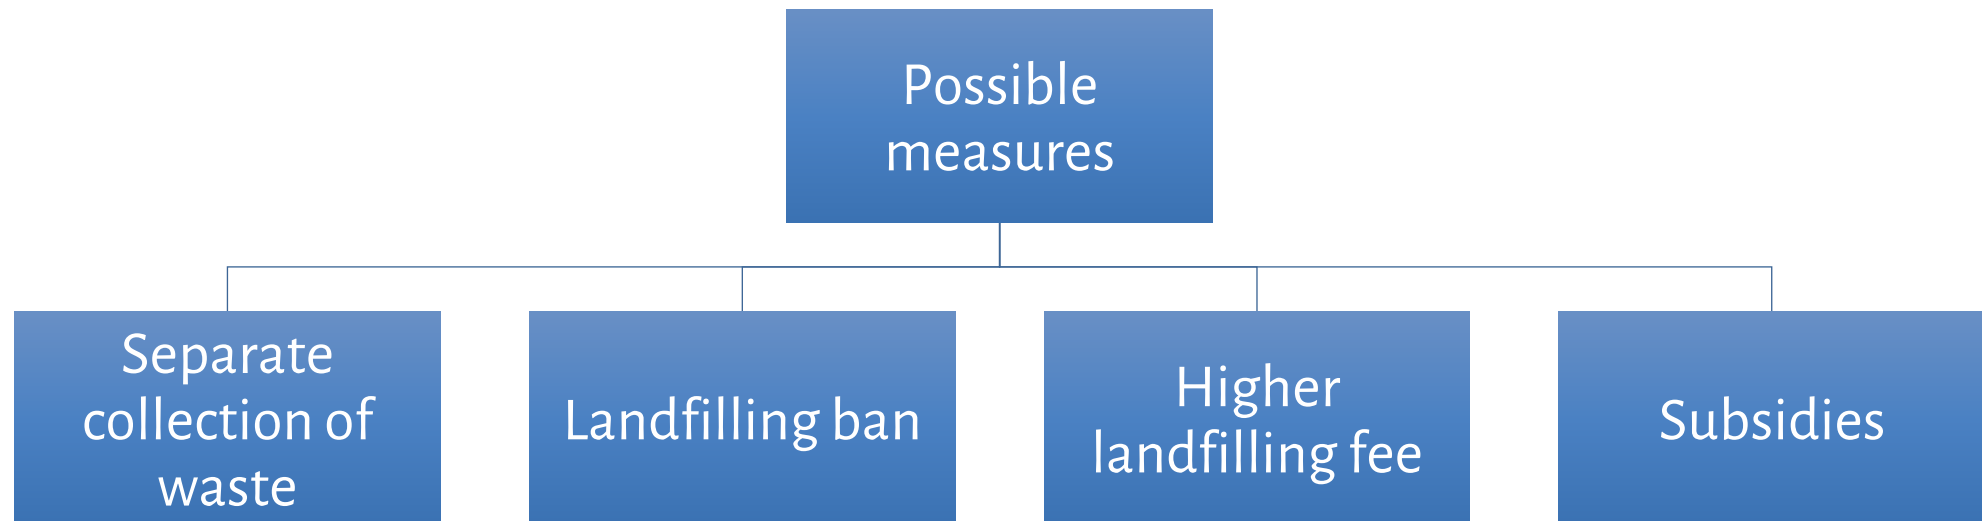 Possible
measures
Separate
collection of
waste
Landfilling ban
Higher
landfilling fee
Subsidies